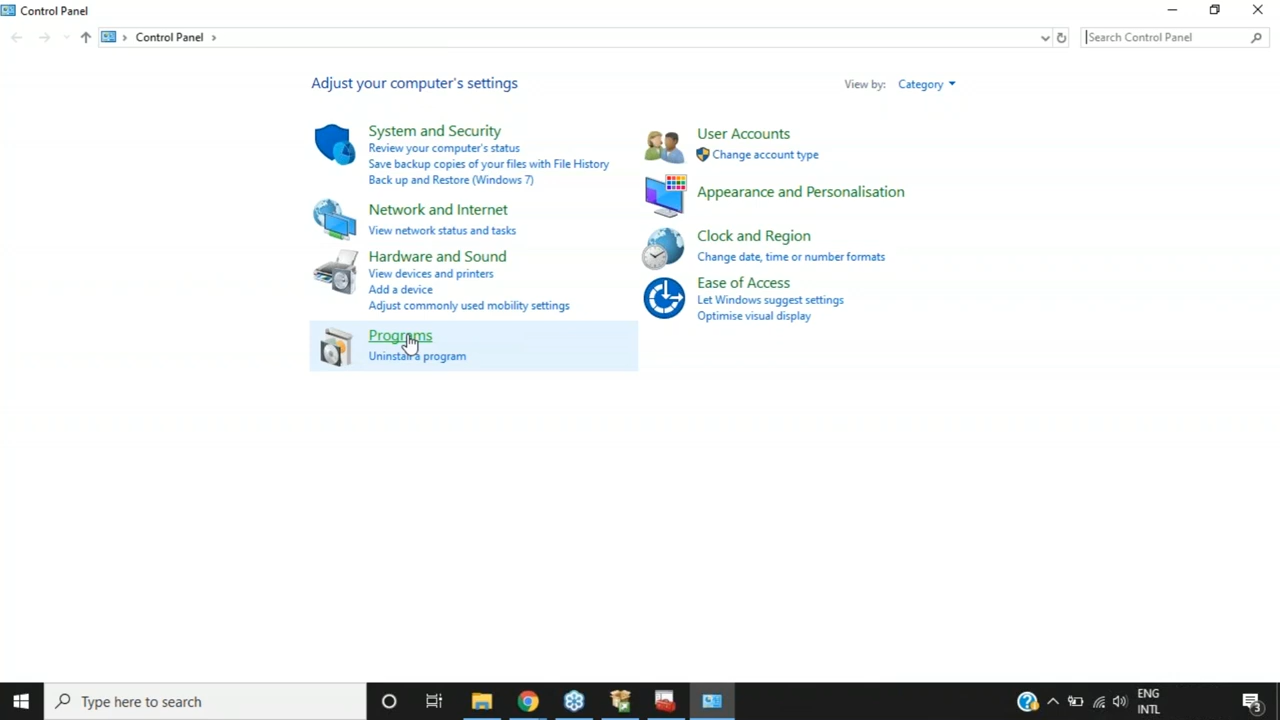 Control Panel
Control Panel
Search Control Panel
Adjust your computer's settings
View by: Category
System and Security
Review your computer's status
Save backup copies of your files with File History
Back up and Restore (Windows 7)
Network and Internet
View network status and tasks
Hardware and Sound
View devices and printers
Add a device
Adjust commonly used mobility settings
Programs
Uninstall a program
User Accounts
Change account type
Appearance and Personalisation
Clock and Region
Change date, time or number formats
Ease of Access
Let Windows suggest settings
Optimise visual display
Type here to search
ENG
INTL
3